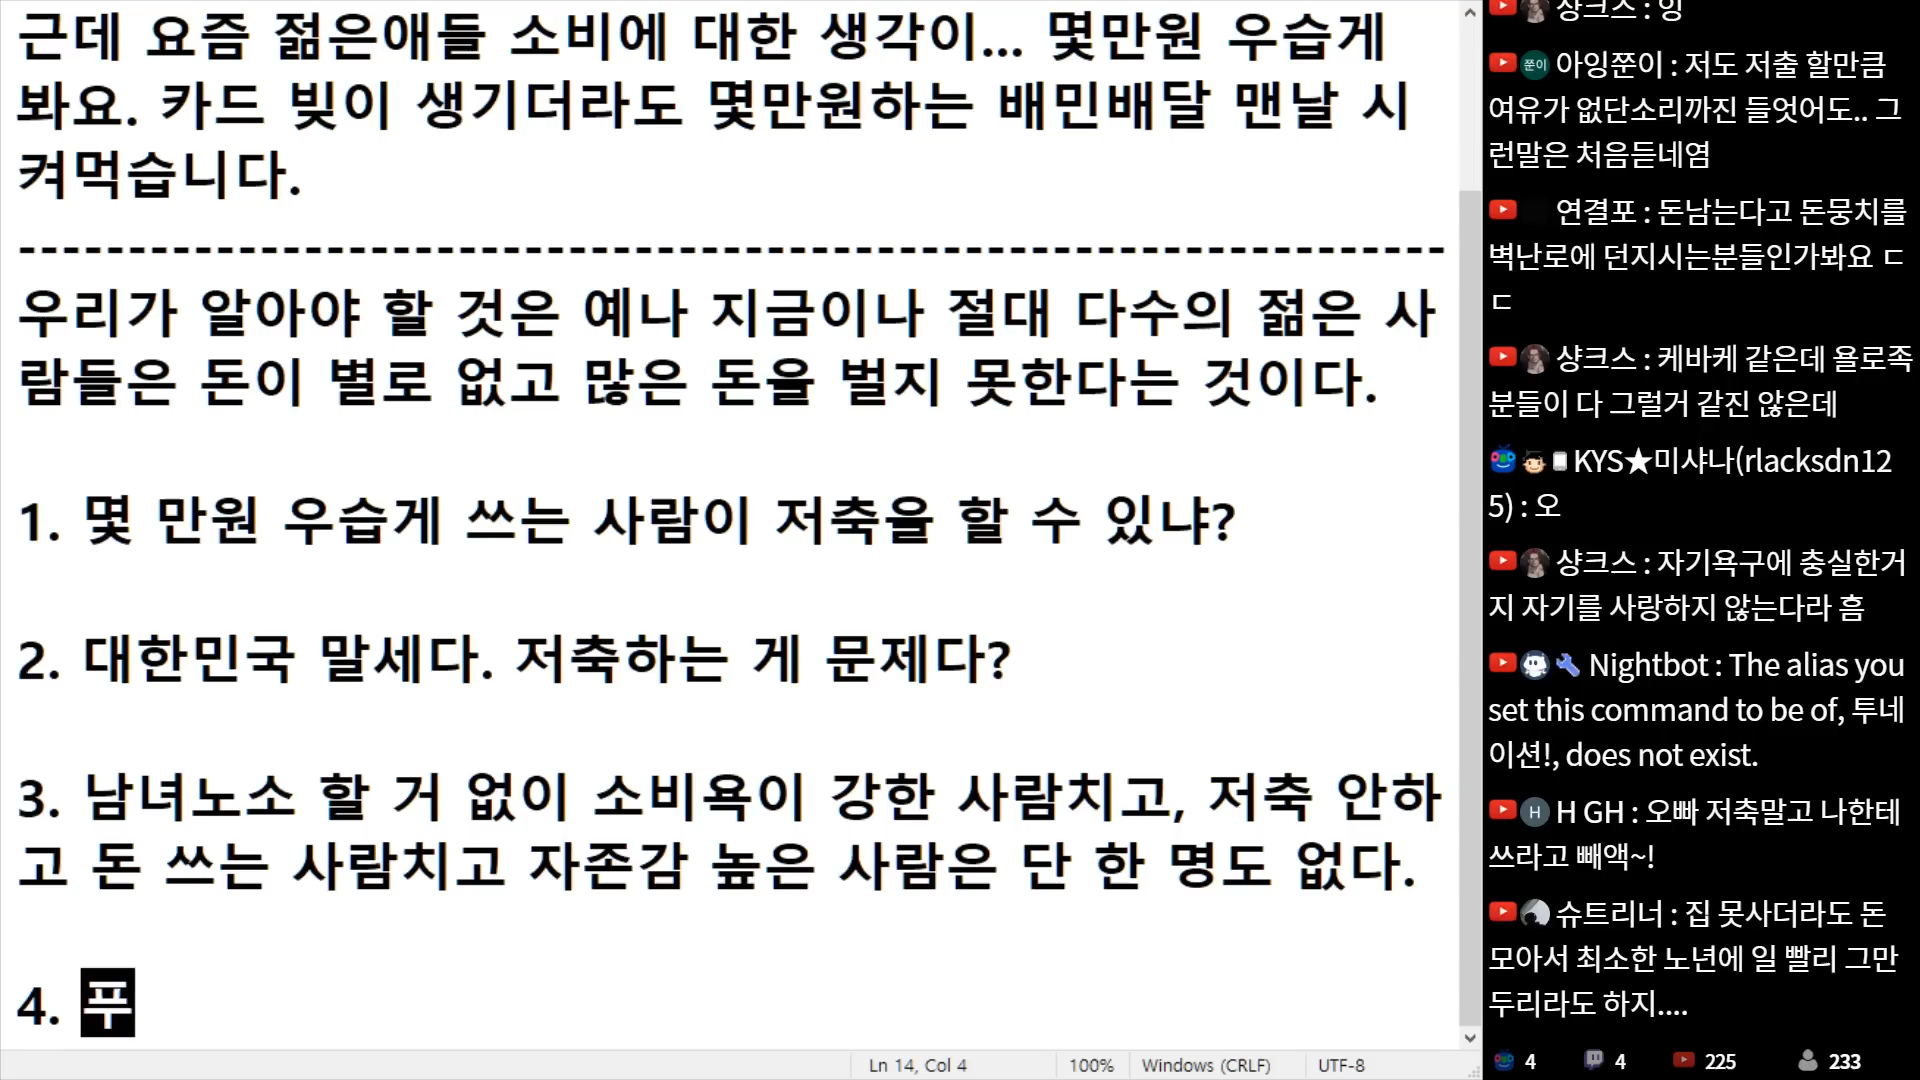 근데 요즘 젊은애들 소비에 대한 생각이... 몇만원 우습게
봐요. 카드 빚이 생기더라도 몇만원하는 배민배달 맨날 시
켜먹습니다.
----------------------------------------------------------------
우리가 알아야 할 것은 예나 지금이나 절대 다수의 젊은 사
람들은 돈이 별로 없고 많은 돈을 벌지 못한다는 것이다.
1. 몇 만원 우습게 쓰는 사람이 저축을 할 수 있냐?
2. 대한민국 말세다. 저축하는 게 문제다?
3. 남녀노소 할 거 없이 소비욕이 강한 사람치고, 저축 안하
고 돈 쓰는 사람치고 자존감 높은 사람은 단 한 명도 없다.
4. 푸
Ln 14, Col 4 100% Windows (CRLF) UTF-8
샹크스 : 잉
쭌이 아잉쭌이 : 저도 저출 할만큼
여유가 없단소리까진 들엇어도.. 그
런말은 처음듣네염
연결포 : 돈남는다고 돈뭉치를
벽난로에 던지시는분들인가봐요 ㄷ
ㄷ
샹크스 : 케바케 같은데 욜로족
분들이 다 그럴거 같진 않은데
KYS★미샤나(rlacksdn12
5) : 오
샹크스 : 자기욕구에 충실한거
지 자기를 사랑하지 않는다라 흠
Nightbot : The alias you
set this command to be of, 투네
이션!, does not exist.
H H GH : 오빠 저축말고 나한테
쓰라고 빼액~!
슈트리너 : 집 못사더라도 돈
모아서 최소한 노년에 일 빨리 그만
두리라도 하지....
4 4 225 233